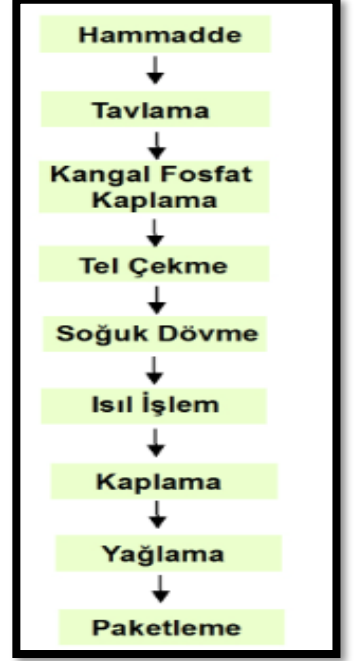 Hammadde
Tavlama
Kangal Fosfat
Kaplama
Tel Çekme
Soğuk Dövme
Isıl İşlem
Kaplama
Yağlama
Paketleme